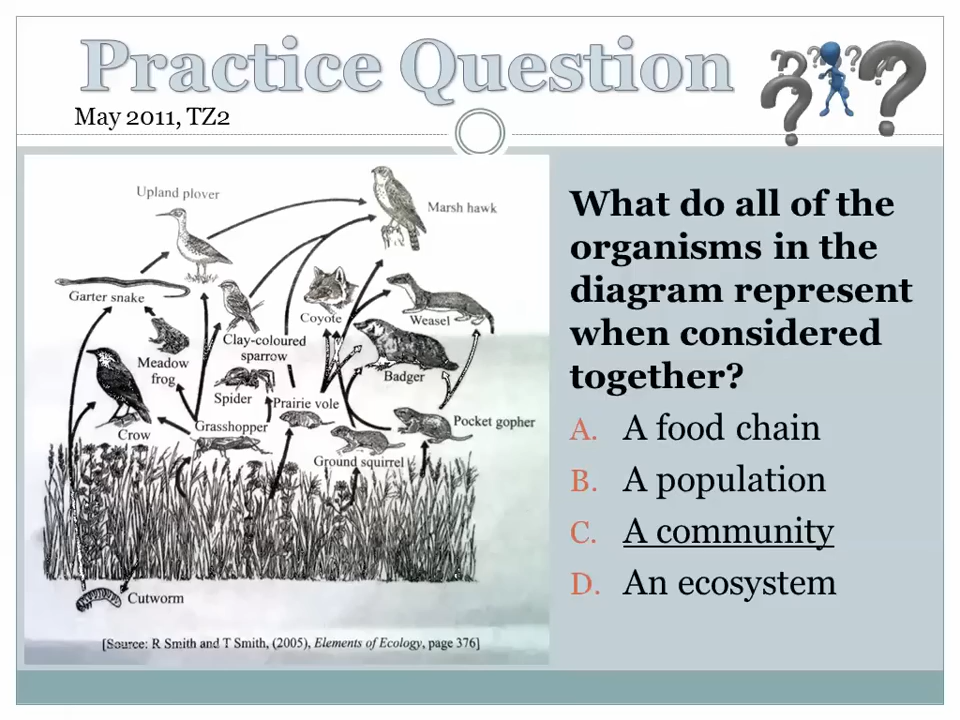 Practice Question
May 2011, TZ2
Upland plover
Marsh hawk
Garter snake
Coyote
Weasel
Clay-coloured
sparrow
Meadow
frog
Badger
Spider
Prairie vole
Pocket gopher
Crow
Grasshopper
Ground squirrel
Cutworm
[Source: R Smith and T Smith, (2005), Elements of Ecology, page 376]
What do all of the
organisms in the
diagram represent
when considered
together?
A. A food chain
B. A population
C. A community
D. An ecosystem